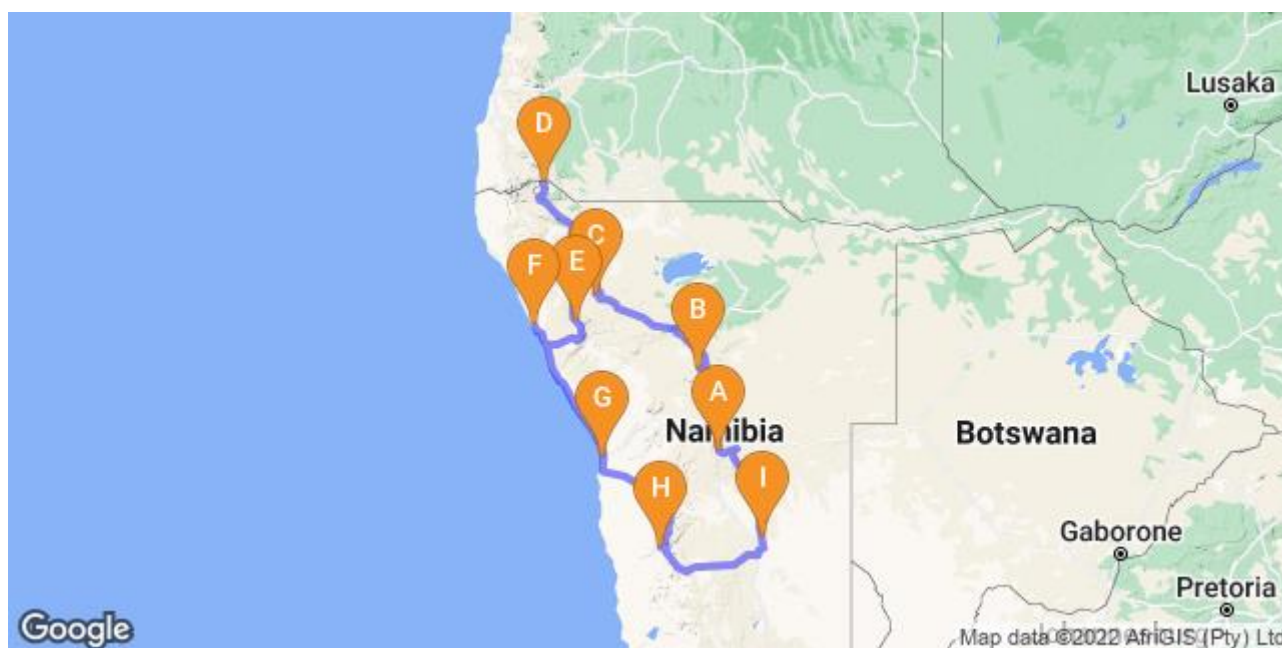 Lusaka
D
C
E
F
B
A
G
Namibia
Botswana
I
H
Gaborone
Pretoria
Google
Map data ©2022 AfriGIS (Pty) Ltd